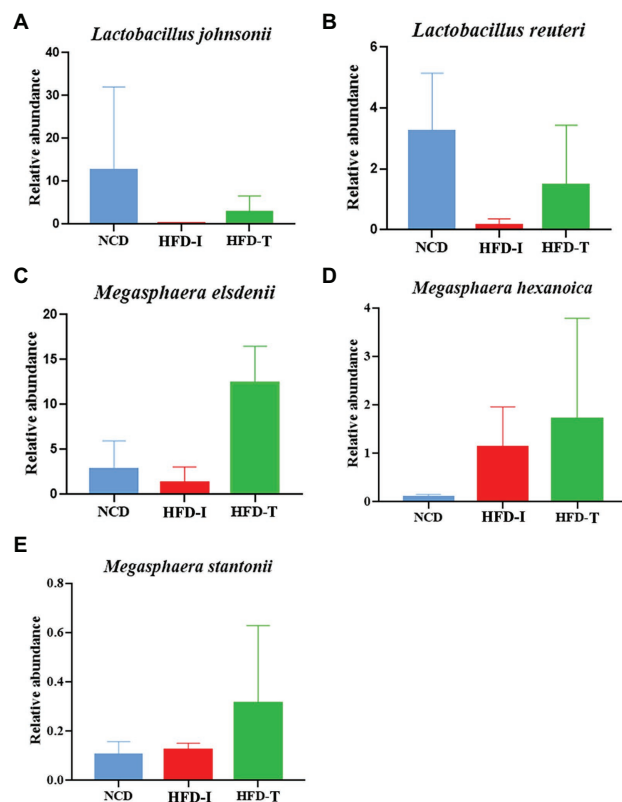 A
Lactobacillus johnsonii
Relative abundance
40
30
20
10
0
NCD
HFD-I
HFD-T
B
Lactobacillus reuteri
Relative abundance
6
4
2
0
NCD
HFD-I
HFD-T
C
Megasphaera elsdenii
Relative abundance
20
15
10
5
0
NCD
HFD-I
HFD-T
D
Megasphaera hexanoica
Relative abundance
4
3
2
1
0
NCD
HFD-I
HFD-T
E
Megasphaera stantonii
Relative abundance
0.8
0.6
0.4
0.2
0.0
NCD
HFD-I
HFD-T